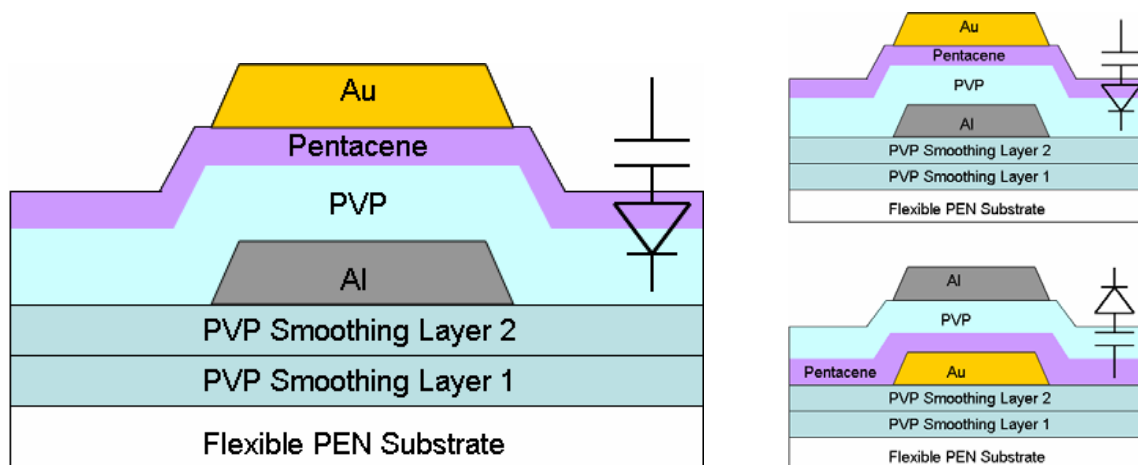 Au
Pentacene
PVP
Al
PVP Smoothing Layer 2
PVP Smoothing Layer 1
Flexible PEN Substrate
Au
Pentacene
PVP
Al
PVP Smoothing Layer 2
PVP Smoothing Layer 1
Flexible PEN Substrate
Al
PVP
Pentacene Au
PVP Smoothing Layer 2
PVP Smoothing Layer 1
Flexible PEN Substrate